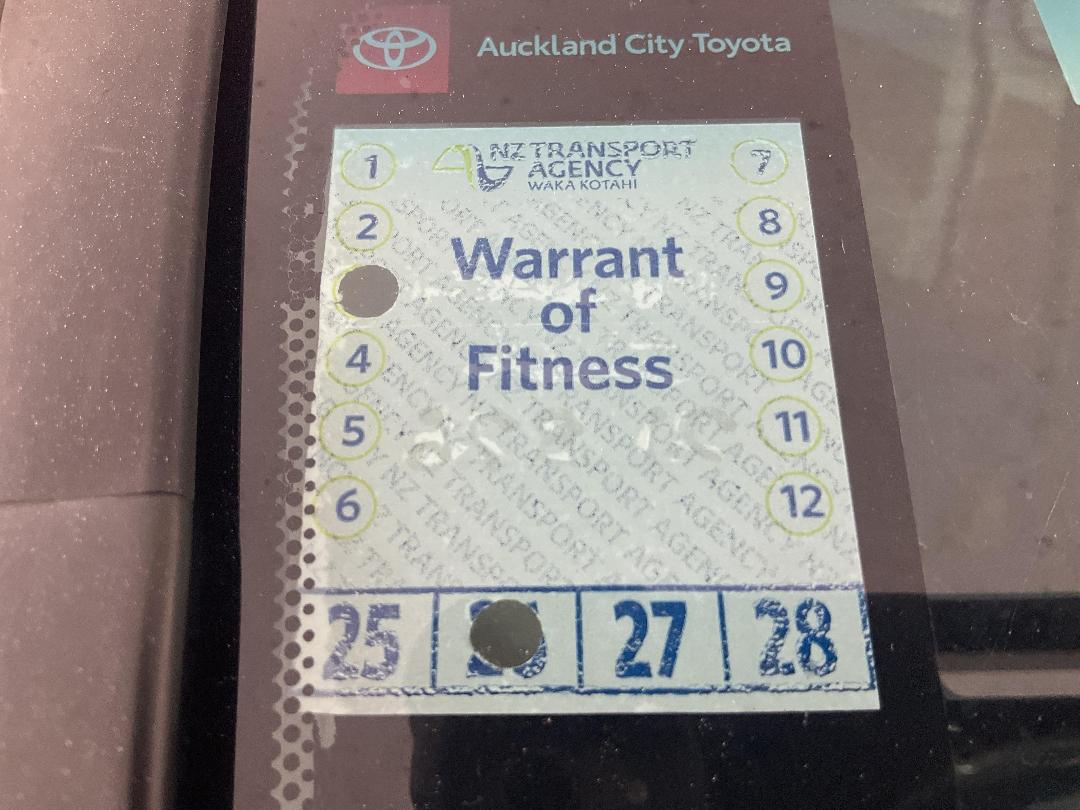 Auckland City Toyota
NZ TRANSPORT
AGENCY
WAKA KOTAHI
Warrant
of
Fitness
1
2
4
5
6
7
8
9
10
11
12
25 27 28